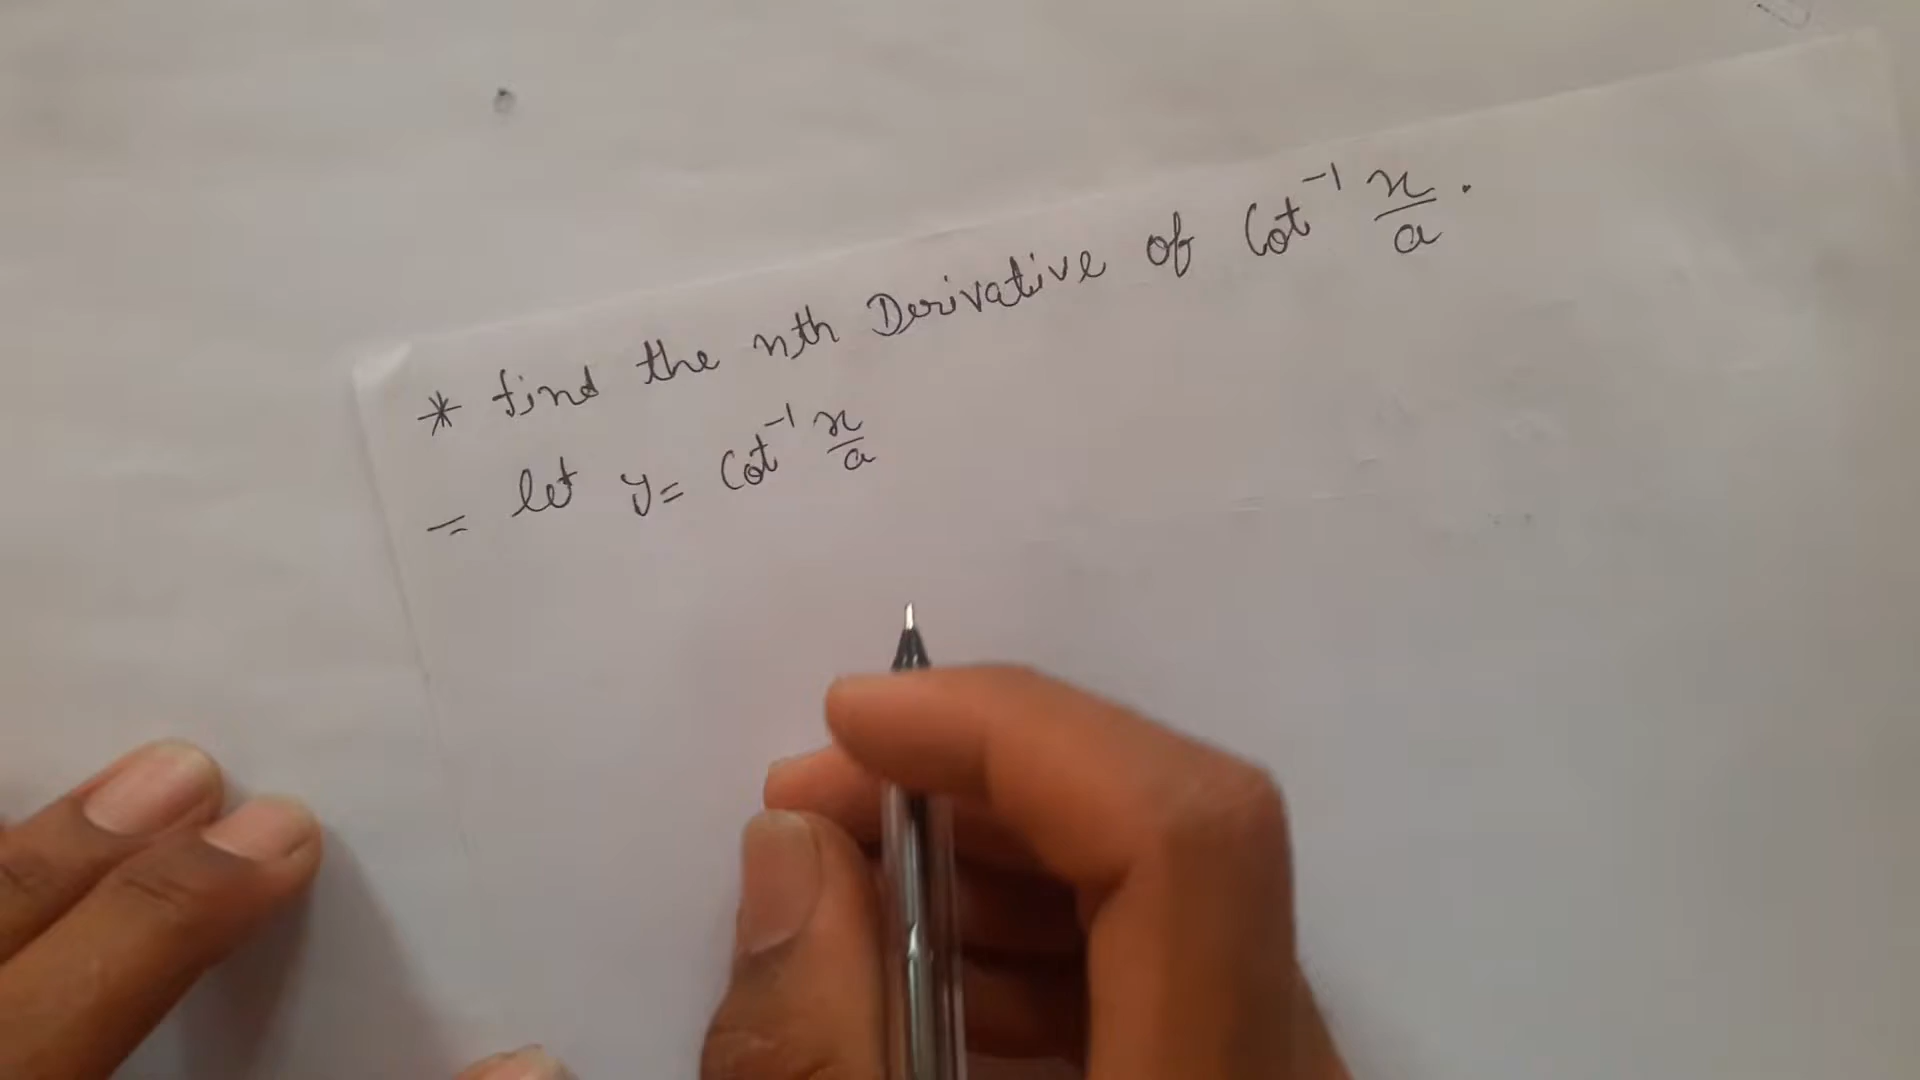 * find the nth Derivative of Cot⁻¹ x/a .
= let y = Cot⁻¹ x/a